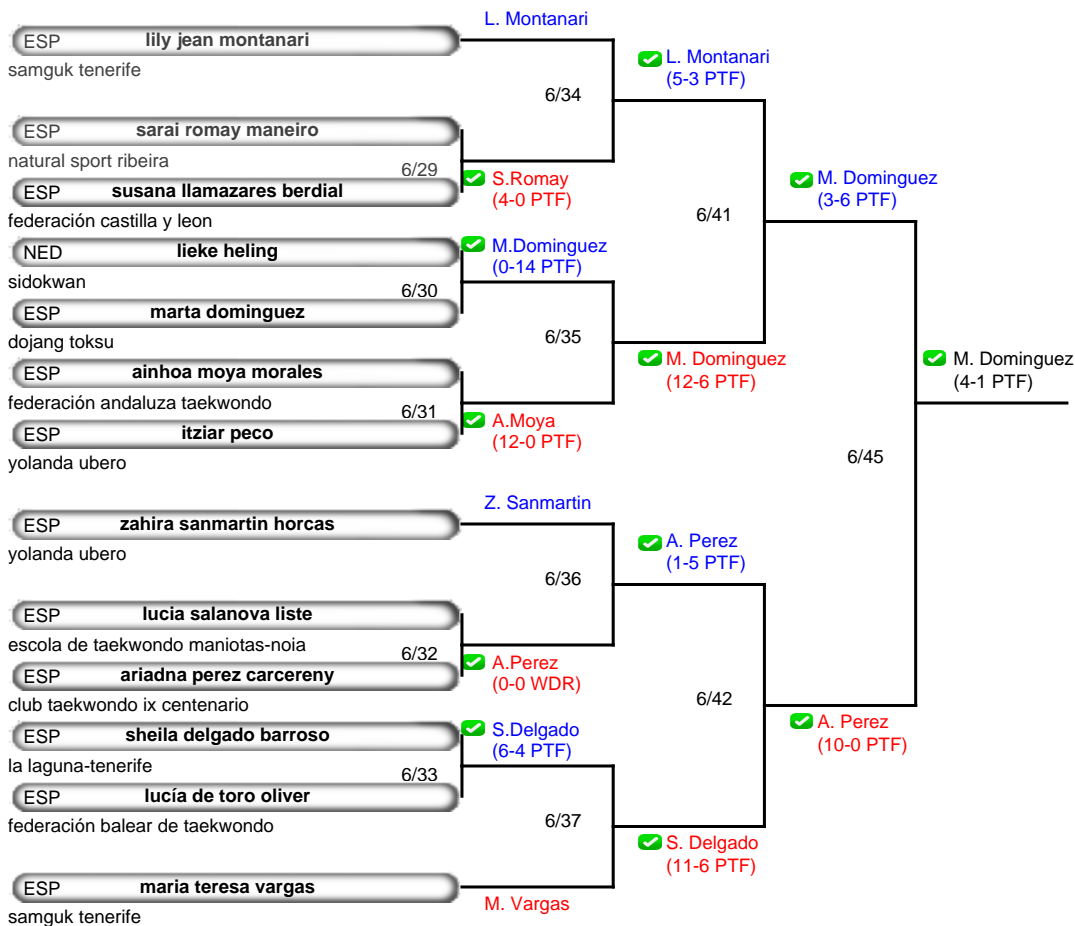 L. Montanari
ESP lily jean montanari
samguk tenerife
L. Montanari
(5-3 PTF)
6/34
ESP sarai romay maneiro
natural sport ribeira
6/29
S.Romay
(4-0 PTF)
ESP susana llamazares berdial
federación castilla y leon
M. Dominguez
(3-6 PTF)
6/41
NED lieke heling
sidokwan
M.Dominguez
(0-14 PTF)
6/30
ESP marta dominguez
dojang toksu
6/35
ESP ainhoa moya morales
federación andaluza taekwondo
M. Dominguez
(12-6 PTF)
M. Dominguez
(4-1 PTF)
6/31
A.Moya
(12-0 PTF)
ESP itziar peco
yolanda ubero
6/45
Z. Sanmartin
ESP zahira sanmartin horcas
yolanda ubero
A. Perez
(1-5 PTF)
6/36
ESP lucia salanova liste
escola de taekwondo maniotas-noia
6/32
A.Perez
(0-0 WDR)
ESP ariadna perez carcereny
club taekwondo ix centenario
6/42
A. Perez
(10-0 PTF)
ESP sheila delgado barroso
la laguna-tenerife
S.Delgado
(6-4 PTF)
6/33
ESP lucía de toro oliver
federación balear de taekwondo
6/37
S. Delgado
(11-6 PTF)
ESP maria teresa vargas
samguk tenerife
M. Vargas